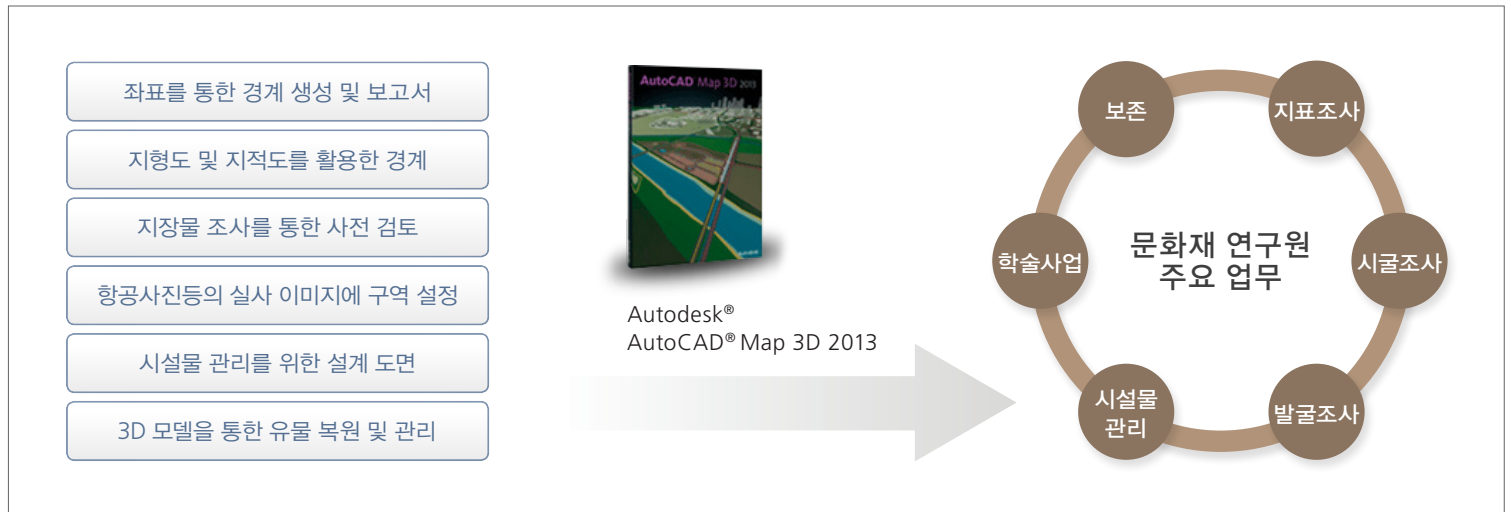 좌표를 통한 경계 생성 및 보고서
지형도 및 지적도를 활용한 경계
지장물 조사를 통한 사전 검토
항공사진등의 실사 이미지에 구역 설정
시설물 관리를 위한 설계 도면
3D 모델을 통한 유물 복원 및 관리
AutoCAD Map 3D 2013
Autodesk®
AutoCAD® Map 3D 2013
문화재 연구원
주요 업무
보존
지표조사
시굴조사
발굴조사
시설물
관리
학술사업